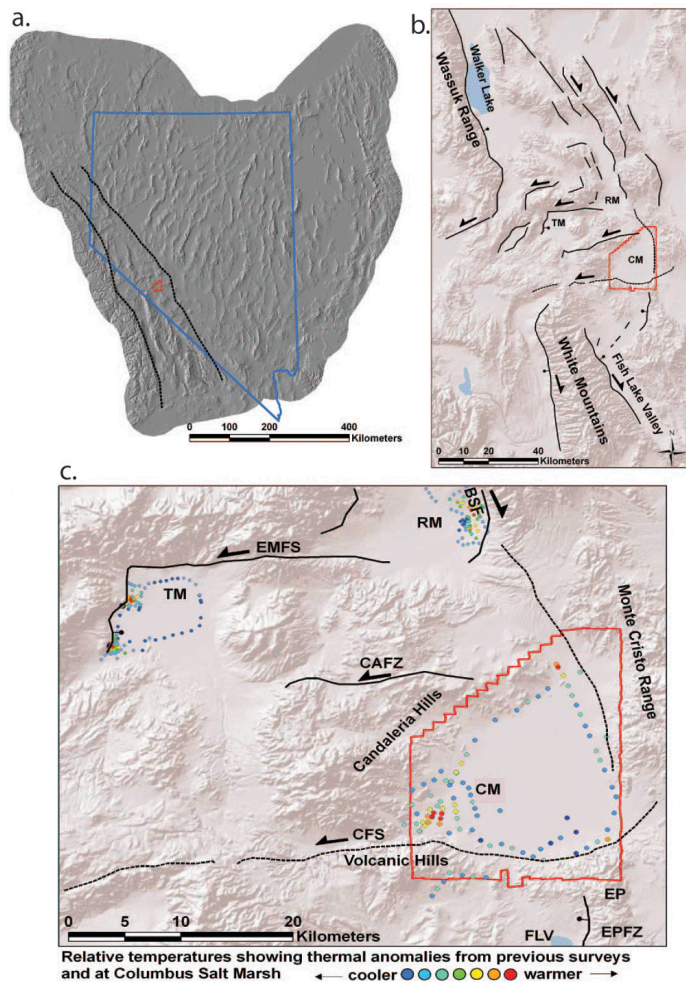 a.
0 100 200 400
Kilometers
b.
Walker Lake
Wassuk Range
RM
TM
CM
White Mountains
Fish Lake Valley
N
0 10 20 40
Kilometers
c.
BSF
RM
EMFS
TM
CAFZ
Monte Cristo Range
Candaleria Hills
CM
CFS
Volcanic Hills
EP
0 5 10 20
Kilometers
FLV
EPFZ
Relative temperatures showing thermal anomalies from previous surveys
and at Columbus Salt Marsh cooler warmer